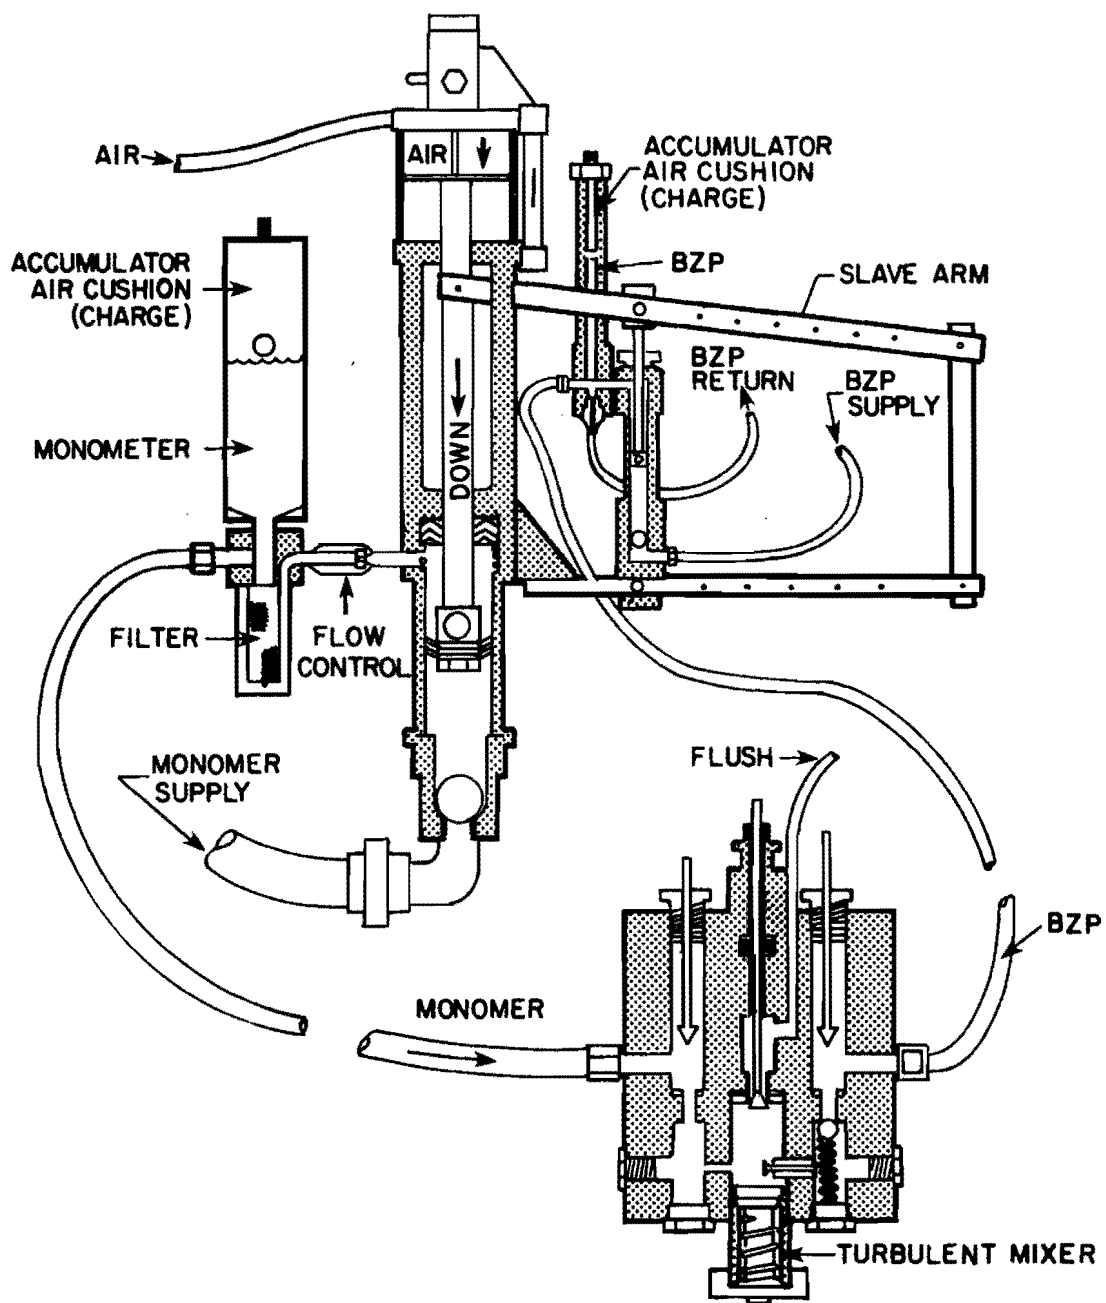 AIR
AIR
ACCUMULATOR
AIR CUSHION
(CHARGE)
ACCUMULATOR
AIR CUSHION
(CHARGE)
BZP
SLAVE ARM
BZP
RETURN
BZP
SUPPLY
MONOMETER
DOWN
FILTER
FLOW
CONTROL
MONOMER
SUPPLY
FLUSH
BZP
MONOMER
TURBULENT MIXER